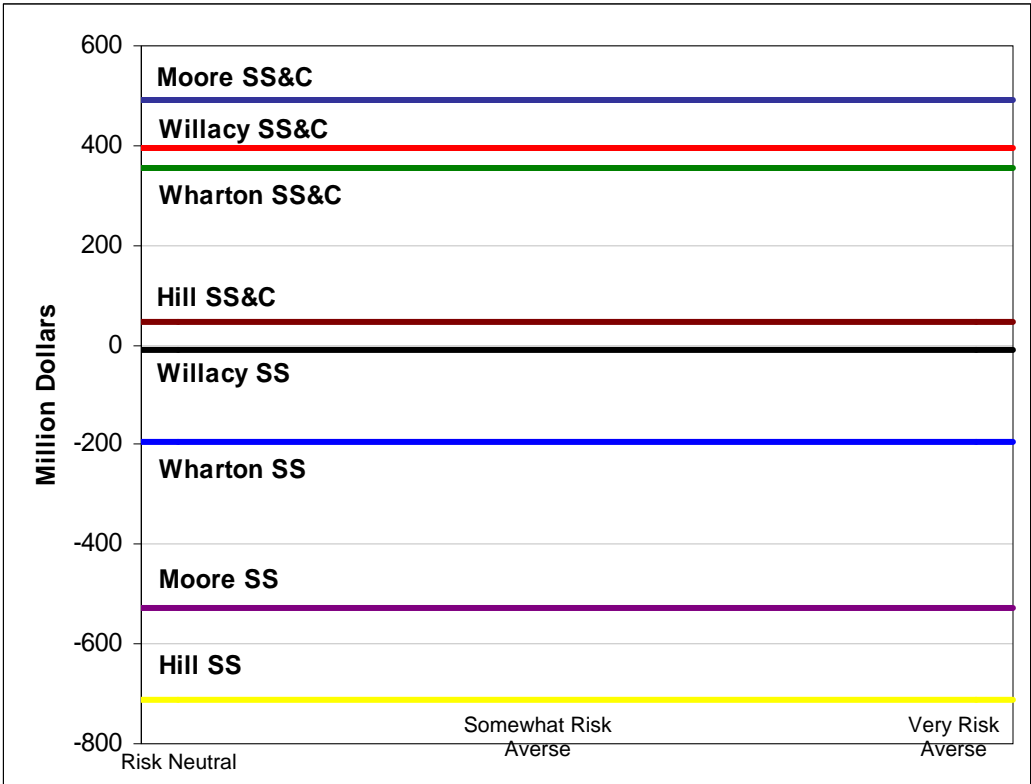 600
Moore SS&C
Willacy SS&C
400
Wharton SS&C
200
Hill SS&C
0
Willacy SS
Million Dollars
-200
Wharton SS
-400
Moore SS
-600
Hill SS
-800
Risk Neutral
Somewhat Risk
Averse
Very Risk
Averse